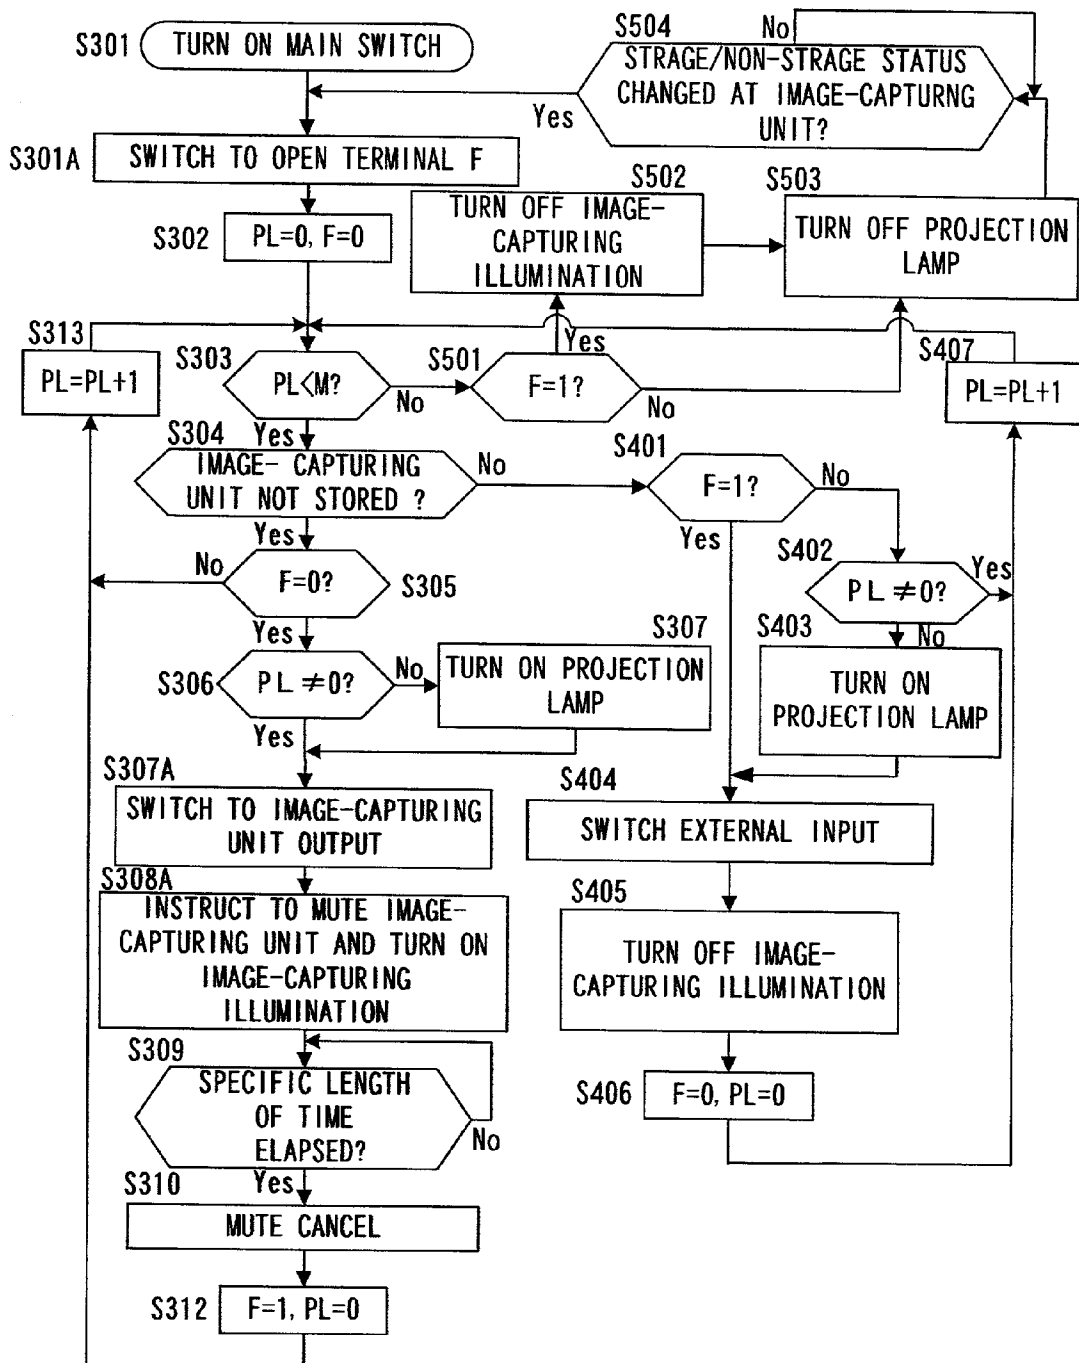 S301
TURN ON MAIN SWITCH
S504
No
STRAGE/NON-STRAGE STATUS
CHANGED AT IMAGE-CAPTURNG
UNIT?
Yes
S301A
SWITCH TO OPEN TERMINAL F
S302
PL=0, F=0
S502
TURN OFF IMAGE-
CAPTURING
ILLUMINATION
S503
TURN OFF PROJECTION
LAMP
S313
PL=PL+1
S303
PL<M?
No
Yes
S501
F=1?
Yes
No
S407
PL=PL+1
S304
IMAGE- CAPTURING
UNIT NOT STORED ?
No
Yes
S401
F=1?
No
Yes
S402
PL≠0?
Yes
No
S305
F=0?
No
Yes
S403
TURN ON
PROJECTION LAMP
S306
PL≠0?
No
Yes
S307
TURN ON PROJECTION
LAMP
S307A
SWITCH TO IMAGE-CAPTURING
UNIT OUTPUT
S404
SWITCH EXTERNAL INPUT
S308A
INSTRUCT TO MUTE IMAGE-
CAPTURING UNIT AND TURN ON
IMAGE-CAPTURING
ILLUMINATION
S405
TURN OFF IMAGE-
CAPTURING ILLUMINATION
S309
SPECIFIC LENGTH
OF TIME
ELAPSED?
No
Yes
S406
F=0, PL=0
S310
MUTE CANCEL
S312
F=1, PL=0